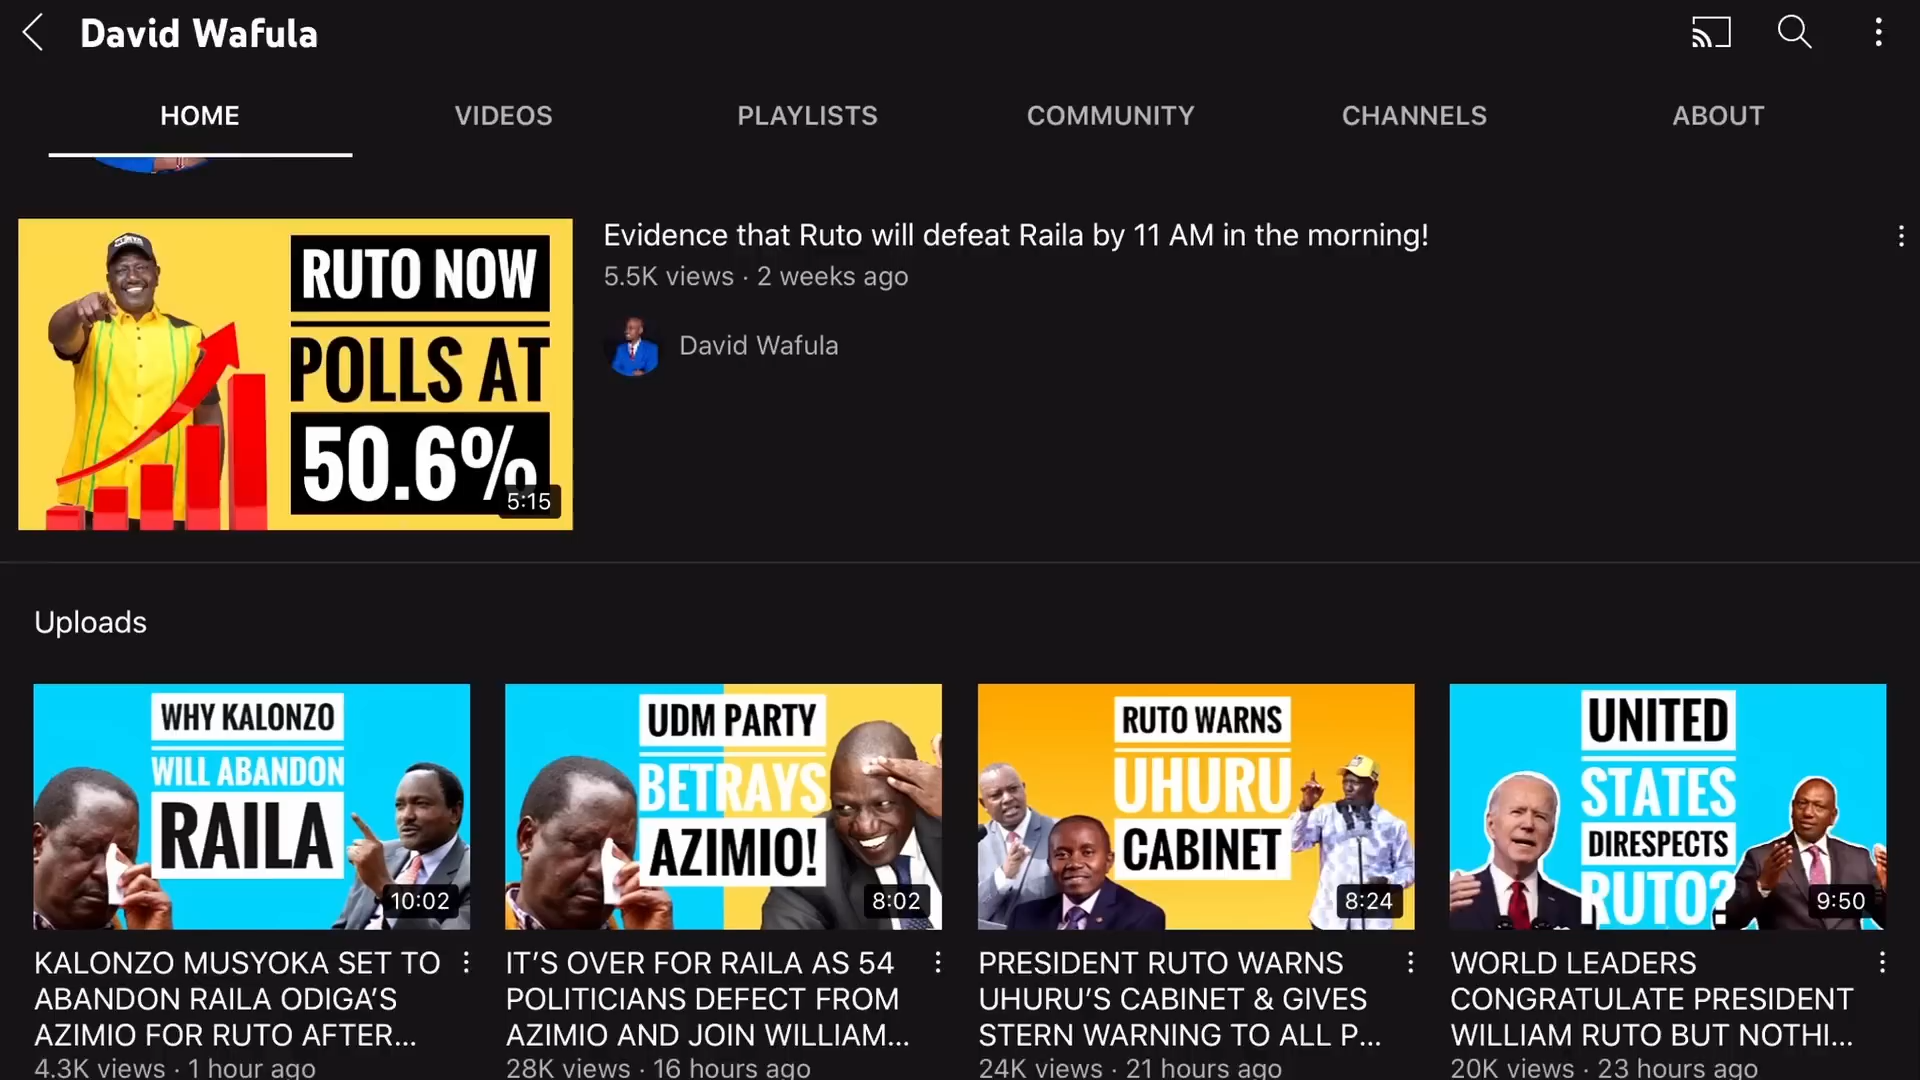 David Wafula
HOME VIDEOS PLAYLISTS COMMUNITY CHANNELS ABOUT
RUTO NOW
POLLS AT
50.6%
5:15
Evidence that Ruto will defeat Raila by 11 AM in the morning!
5.5K views · 2 weeks ago
David Wafula
Uploads
WHY KALONZO
WILL ABANDON
RAILA
10:02
KALONZO MUSYOKA SET TO
ABANDON RAILA ODIGA’S
AZIMIO FOR RUTO AFTER...
4.3K views · 1 hour ago
UDM PARTY
BETRAYS
AZIMIO!
8:02
IT’S OVER FOR RAILA AS 54
POLITICIANS DEFECT FROM
AZIMIO AND JOIN WILLIAM...
28K views · 16 hours ago
RUTO WARNS
UHURU
CABINET
8:24
PRESIDENT RUTO WARNS
UHURU’S CABINET & GIVES
STERN WARNING TO ALL P...
24K views · 21 hours ago
UNITED
STATES
DIRESPECTS
RUTO?
9:50
WORLD LEADERS
CONGRATULATE PRESIDENT
WILLIAM RUTO BUT NOTHI...
20K views · 23 hours ago